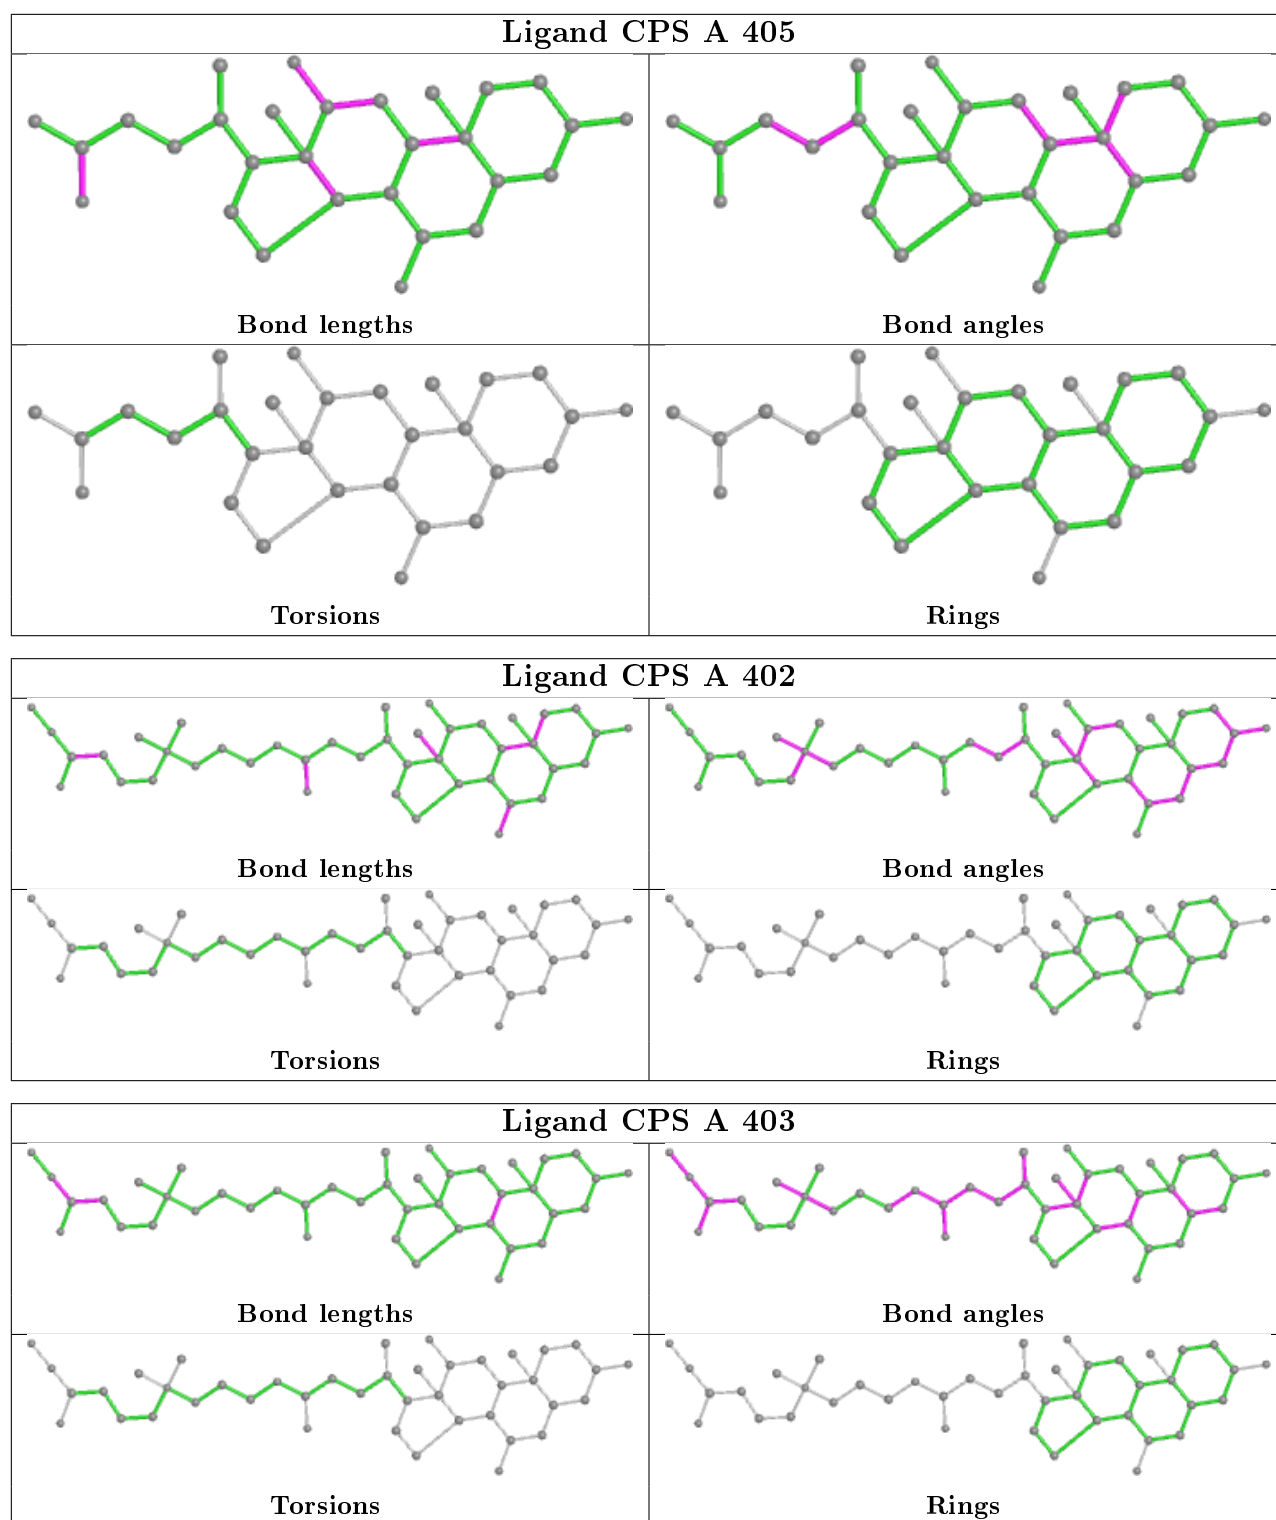 Ligand CPS A 405
Bond lengths
Bond angles
Torsions
Rings
Ligand CPS A 402
Bond lengths
Bond angles
Torsions
Rings
Ligand CPS A 403
Bond lengths
Bond angles
Torsions
Rings